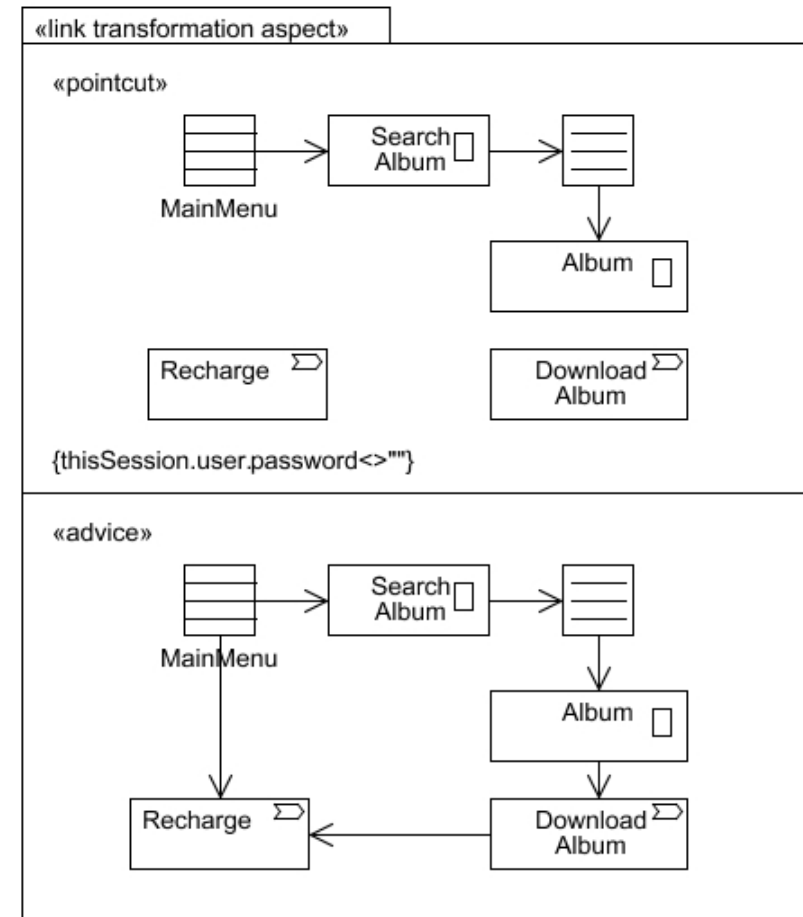 «link transformation aspect»
«pointcut»
Search
Album
MainMenu
Album
Recharge
Download
Album
{thisSession.user.password<>""}
«advice»
Search
Album
MainMenu
Album
Recharge
Download
Album